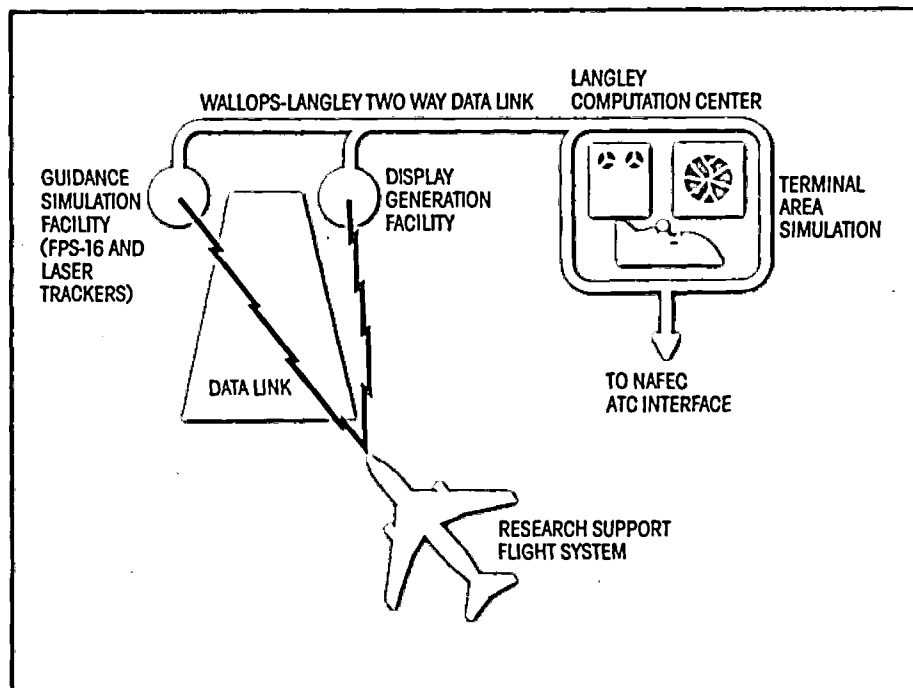 WALLOPS-LANGLEY TWO WAY DATA LINK
LANGLEY
COMPUTATION CENTER
GUIDANCE
SIMULATION
FACILITY
(FPS-16 AND
LASER
TRACKERS)
DISPLAY
GENERATION
FACILITY
TERMINAL
AREA
SIMULATION
DATA LINK
TO NAFEC
ATC INTERFACE
RESEARCH SUPPORT
FLIGHT SYSTEM